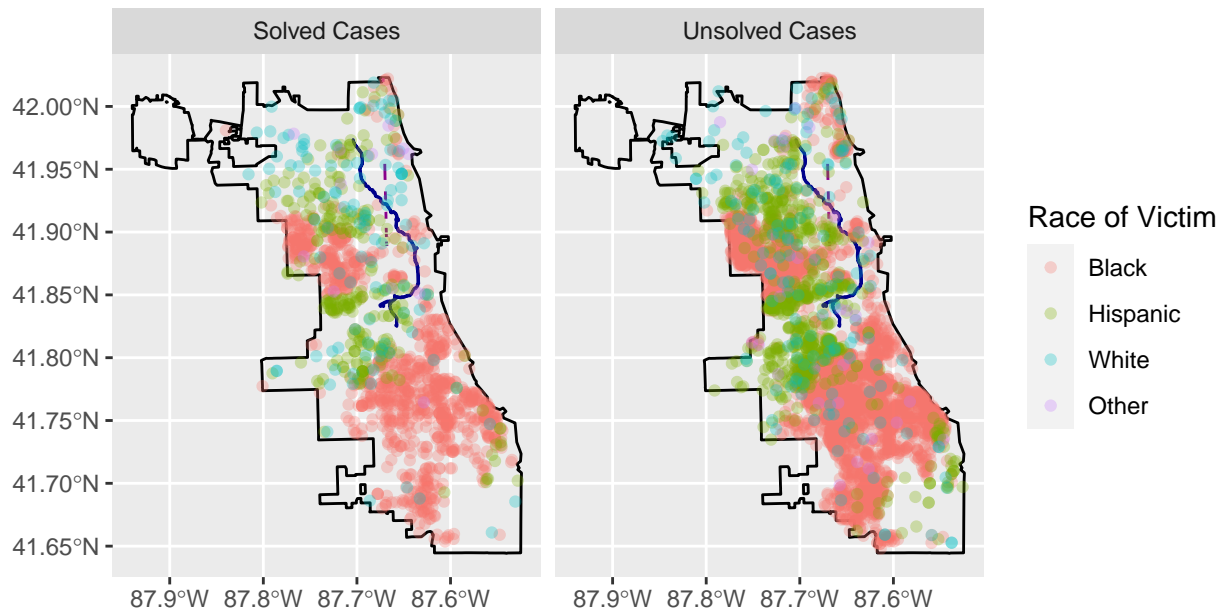 Solved Cases
Unsolved Cases
42.00°N
41.95°N
41.90°N
41.85°N
41.80°N
41.75°N
41.70°N
41.65°N
87.9°W 87.8°W 87.7°W 87.6°W
87.9°W 87.8°W 87.7°W 87.6°W
Race of Victim
Black
Hispanic
White
Other